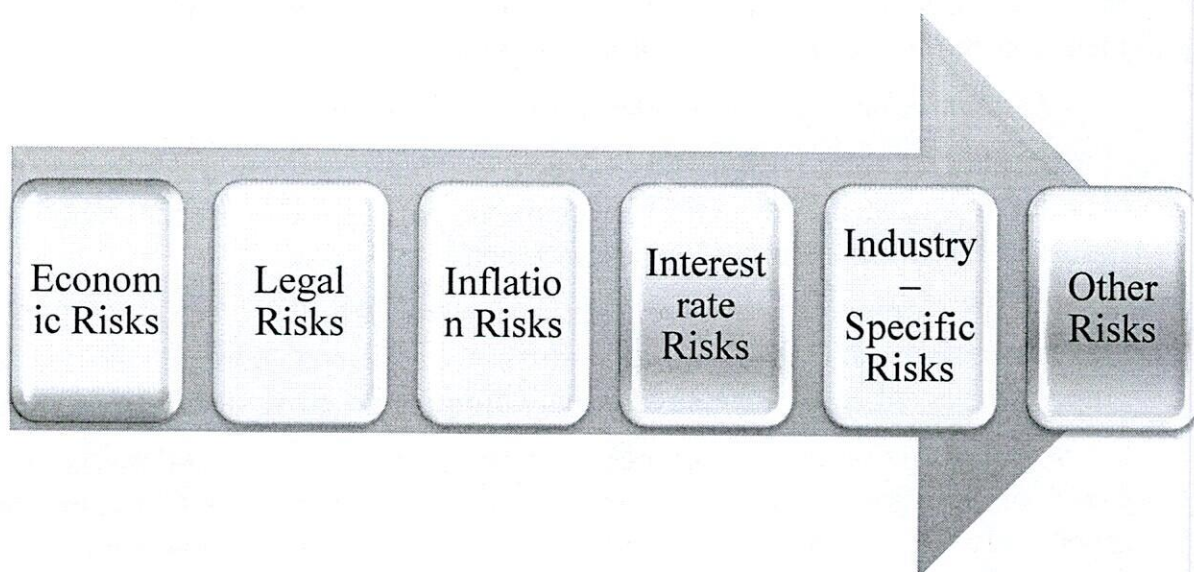 Econom
ic Risks
Legal
Risks
Inflatio
n Risks
Interest
rate
Risks
Industry
–
Specific
Risks
Other
Risks